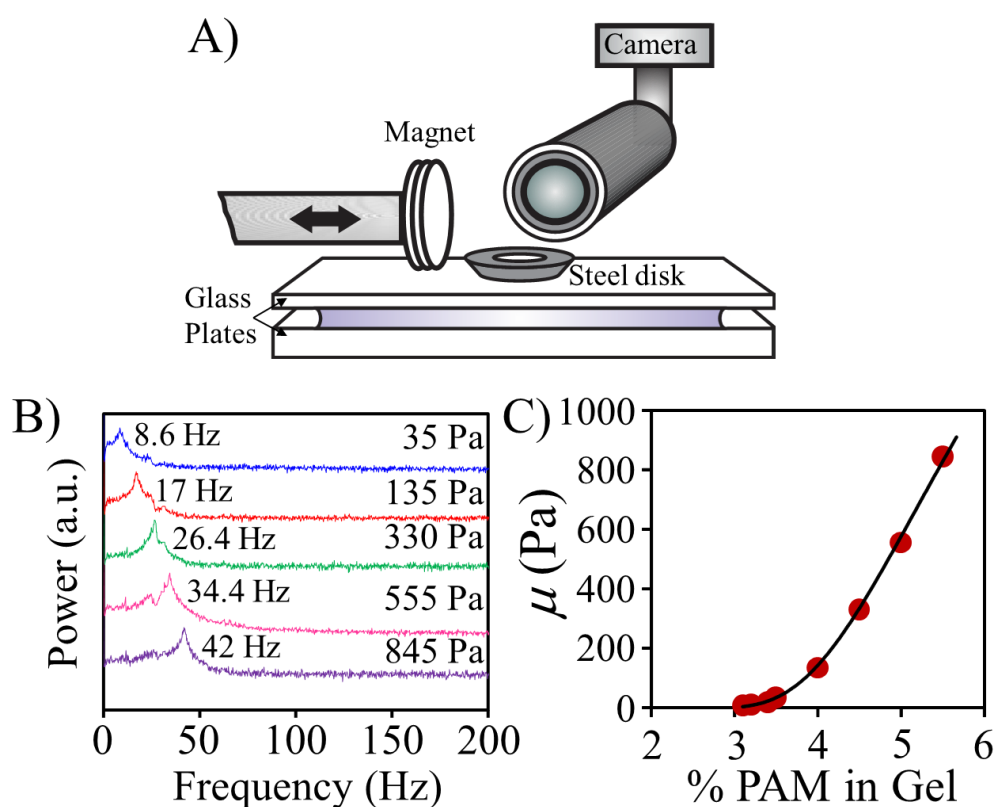 A)
Camera
Magnet
Steel disk
Glass
Plates
B)
8.6 Hz 35 Pa
17 Hz 135 Pa
26.4 Hz 330 Pa
34.4 Hz 555 Pa
42 Hz 845 Pa
Power (a.u.)
0 50 100 150 200
Frequency (Hz)
C)
1000
800
600
400
200
0
μ (Pa)
2 3 4 5 6
% PAM in Gel